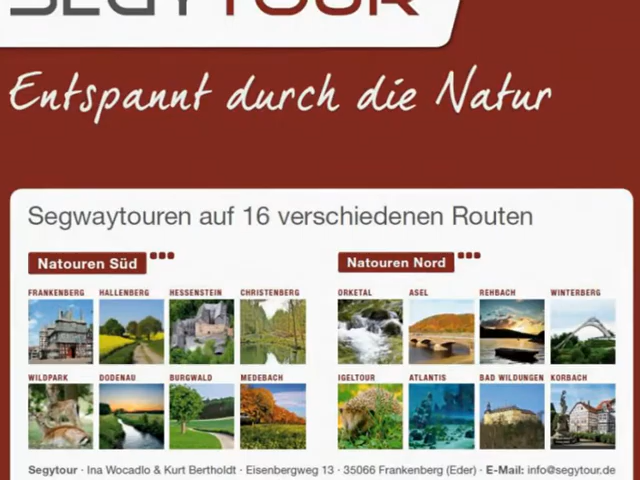 SEGYTOUR
Entspannt durch die Natur
Segwaytouren auf 16 verschiedenen Routen
Natouren Süd
Natouren Nord
FRANKENBERG HALLENBERG HESSENSTEIN CHRISTENBERG
ORKETAL ASEL REHBACH WINTERBERG
WILDPARK DODENAU BURGWALD MEDEBACH
IGELTOUR ATLANTIS BAD WILDUNGEN KORBACH
Segytour · Ina Wocadlo & Kurt Bertholdt · Eisenbergweg 13 · 35066 Frankenberg (Eder) · E-Mail: info@segytour.de